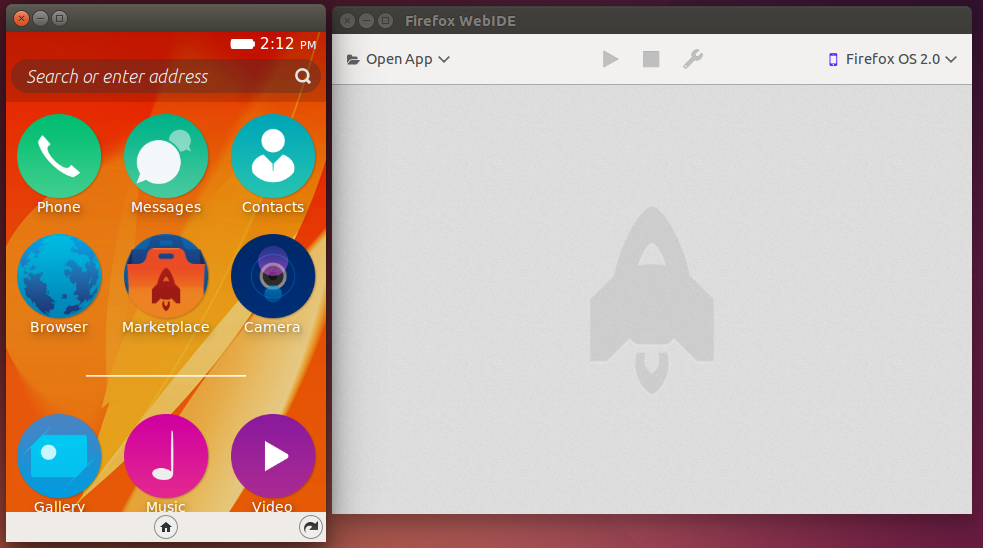 2:12 PM
Search or enter address
Phone
Messages
Contacts
Browser
Marketplace
Camera
Gallery
Music
Video
Firefox WebIDE
Open App
Firefox OS 2.0